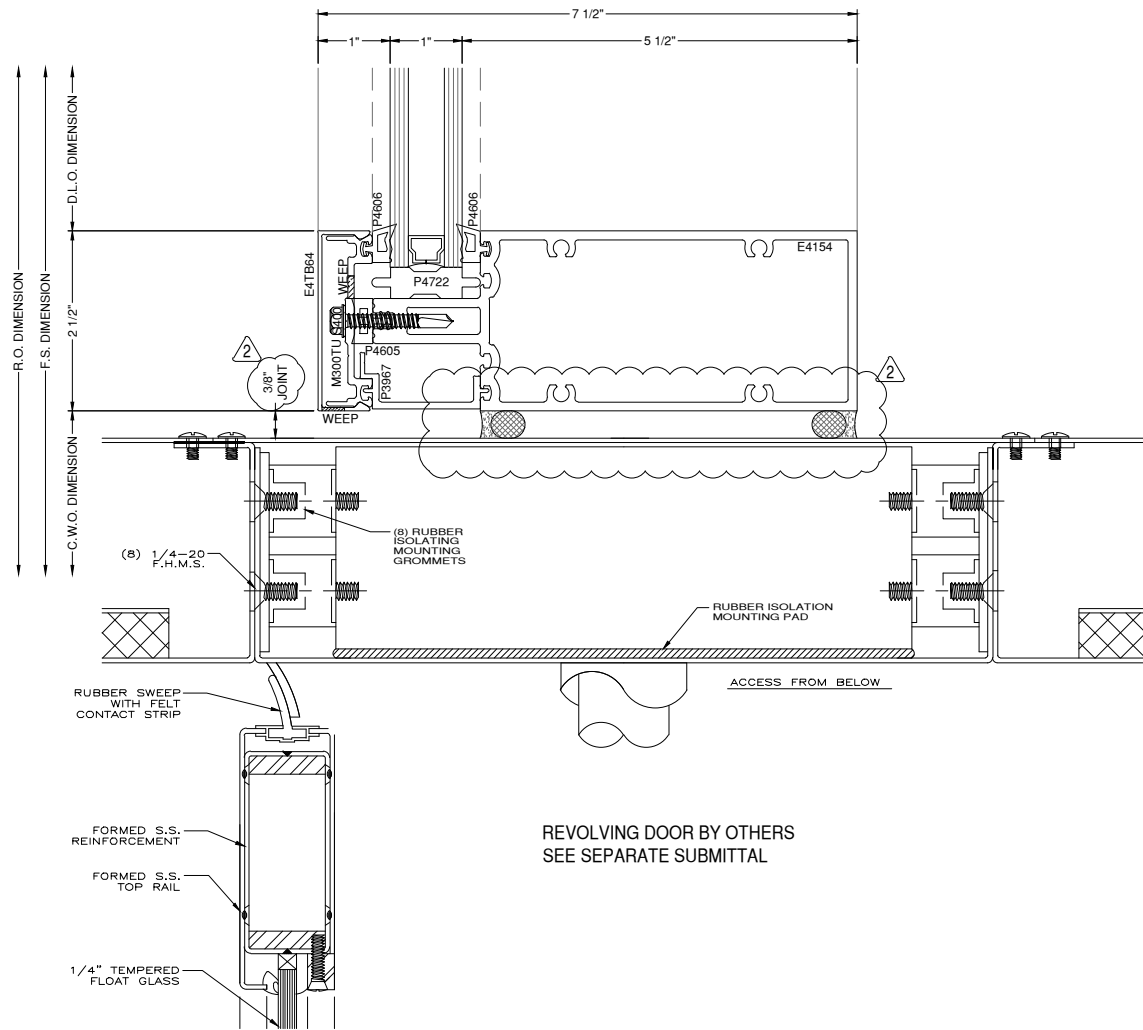 7 1/2"
1"
1"
5 1/2"
R.O. DIMENSION
F.S. DIMENSION
D.L.O. DIMENSION
2 1/2"
C.W.O. DIMENSION
P4606
P4606
E4154
E4TB64
WEEP
P4722
M300TU S400
P4605
P3967
WEEP
2
3/8"
JOINT
2
(8) RUBBER
ISOLATING
MOUNTING
GROMMETS
(8) 1/4-20
F.H.M.S.
RUBBER ISOLATION
MOUNTING PAD
ACCESS FROM BELOW
RUBBER SWEEP
WITH FELT
CONTACT STRIP
FORMED S.S.
REINFORCEMENT
FORMED S.S.
TOP RAIL
1/4" TEMPERED
FLOAT GLASS
REVOLVING DOOR BY OTHERS
SEE SEPARATE SUBMITTAL